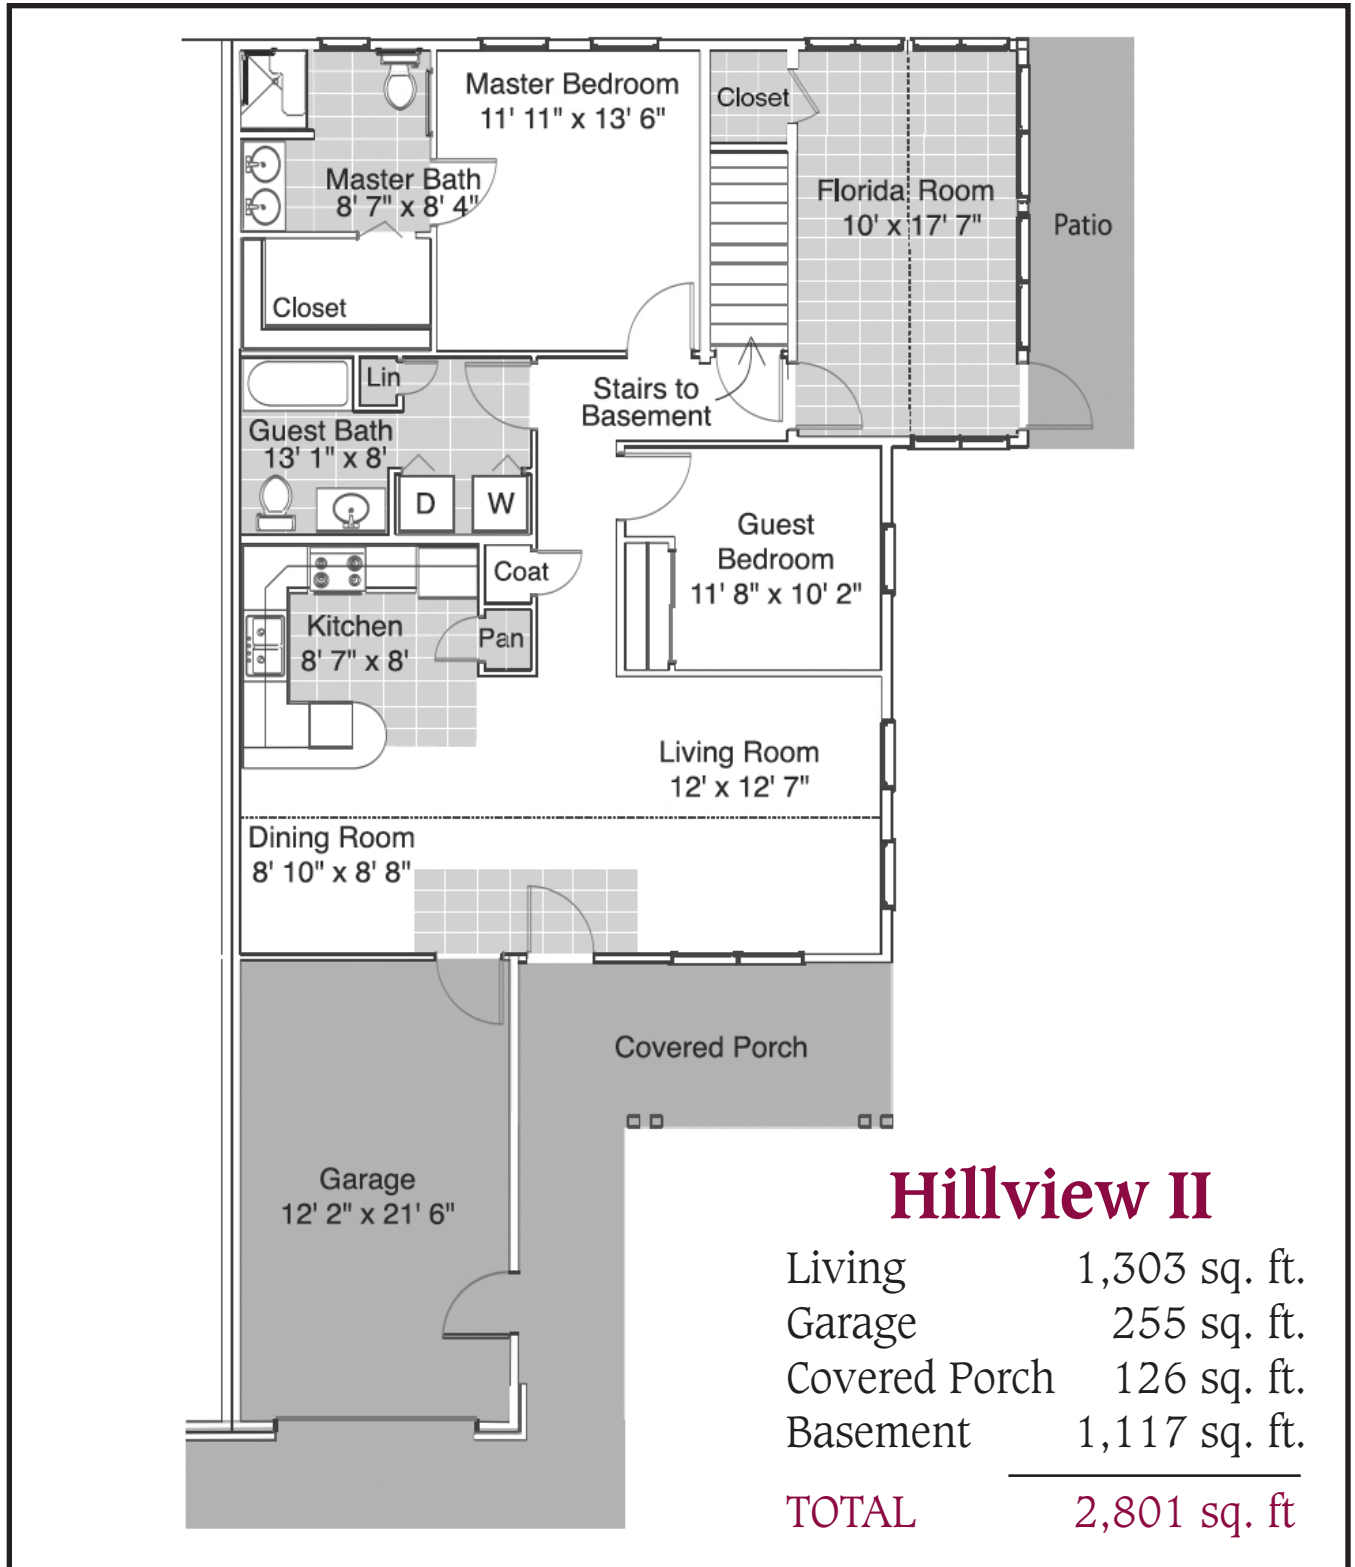 Master Bedroom
11' 11" x 13' 6"
Closet
Master Bath
8' 7" x 8' 4"
Florida Room
10' x 17' 7"
Patio
Closet
Lin
Stairs to
Basement
Guest Bath
13' 1" x 8'
D
W
Guest
Bedroom
11' 8" x 10' 2"
Coat
Kitchen
8' 7" x 8'
Pan
Living Room
12' x 12' 7"
Dining Room
8' 10" x 8' 8"
Covered Porch
Garage
12' 2" x 21' 6"
Hillview II
Living 1,303 sq. ft.
Garage 255 sq. ft.
Covered Porch 126 sq. ft.
Basement 1,117 sq. ft.
TOTAL 2,801 sq. ft